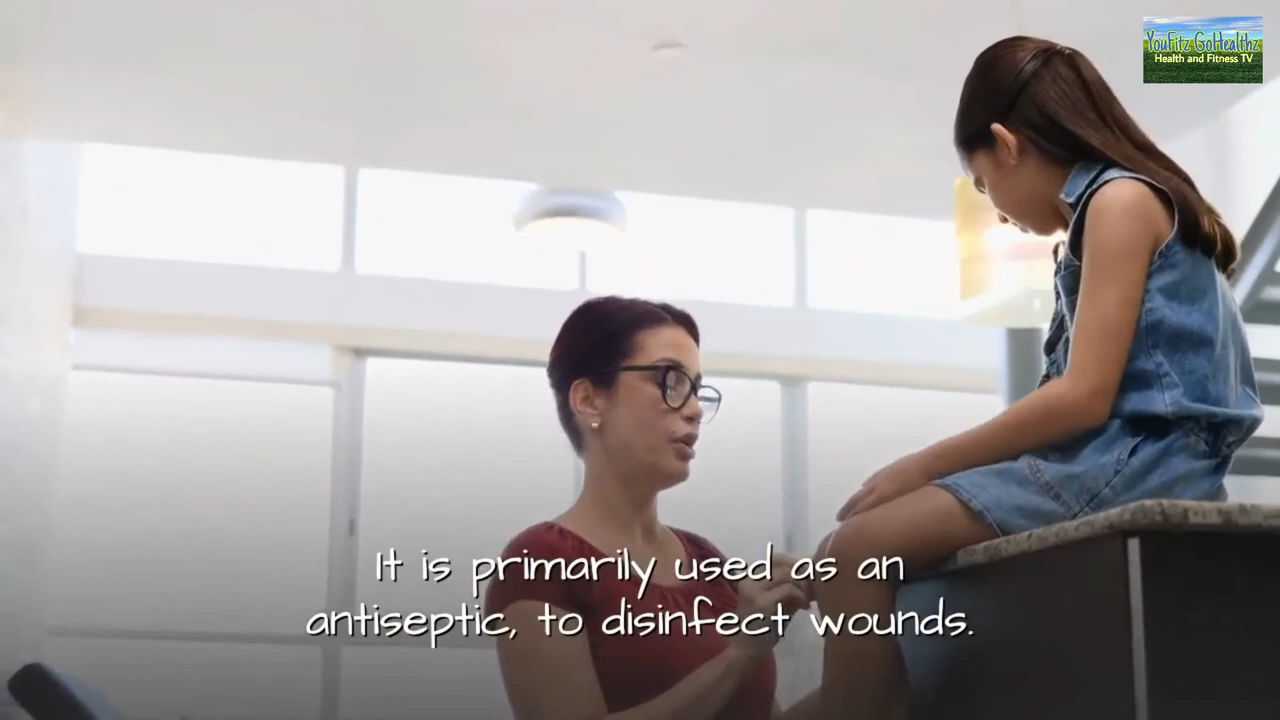 YouFitz GoHealthz
Health and Fitness TV
It is primarily used as an
antiseptic, to disinfect wounds.